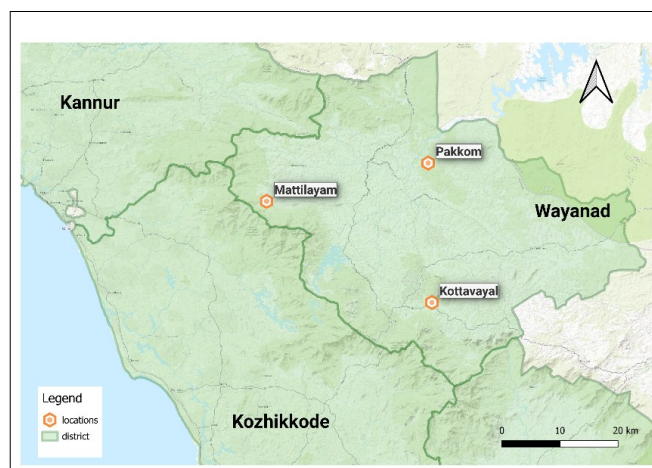 Kannur
Pakkom
Mattilayam
Wayanad
Kottavayal
Legend
locations
district
Kozhikkode
0 10 20 km